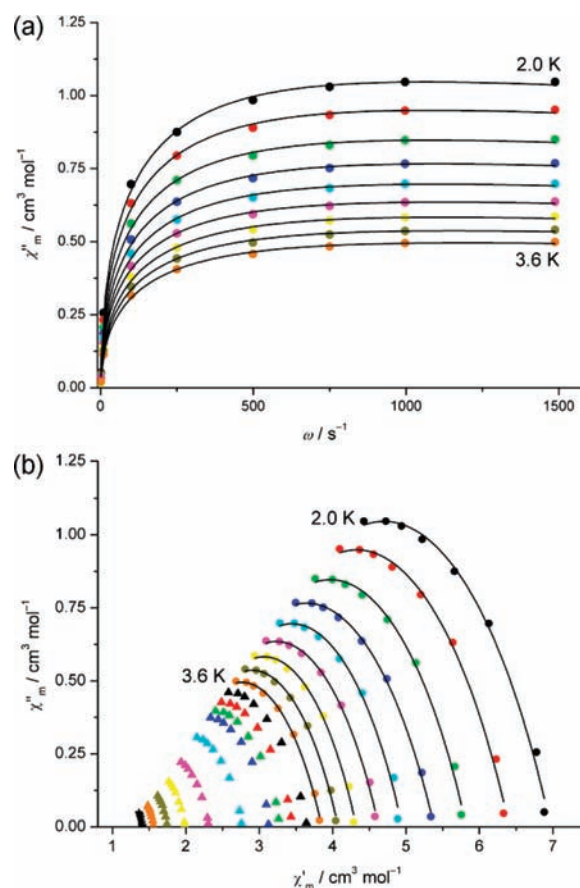 (a)
1.25
1.00
0.75
0.50
0.25
0.00
χ''ₘ / cm³ mol⁻¹
2.0 K
3.6 K
0 500 1000 1500
ω / s⁻¹
(b)
1.25
1.00
0.75
0.50
0.25
0.00
χ''ₘ / cm³ mol⁻¹
2.0 K
3.6 K
1 2 3 4 5 6 7
χ'ₘ / cm³ mol⁻¹